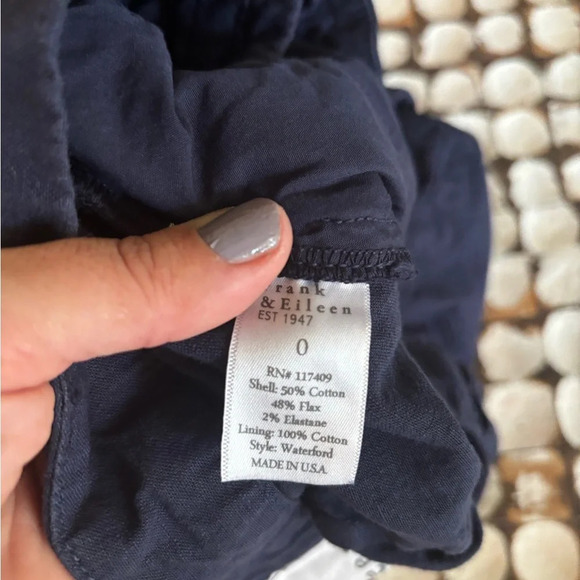 Frank
& Eileen
EST 1947
0
RN# 117409
Shell: 50% Cotton
48% Flax
2% Elastane
Lining: 100% Cotton
Style: Waterford
MADE IN U.S.A.